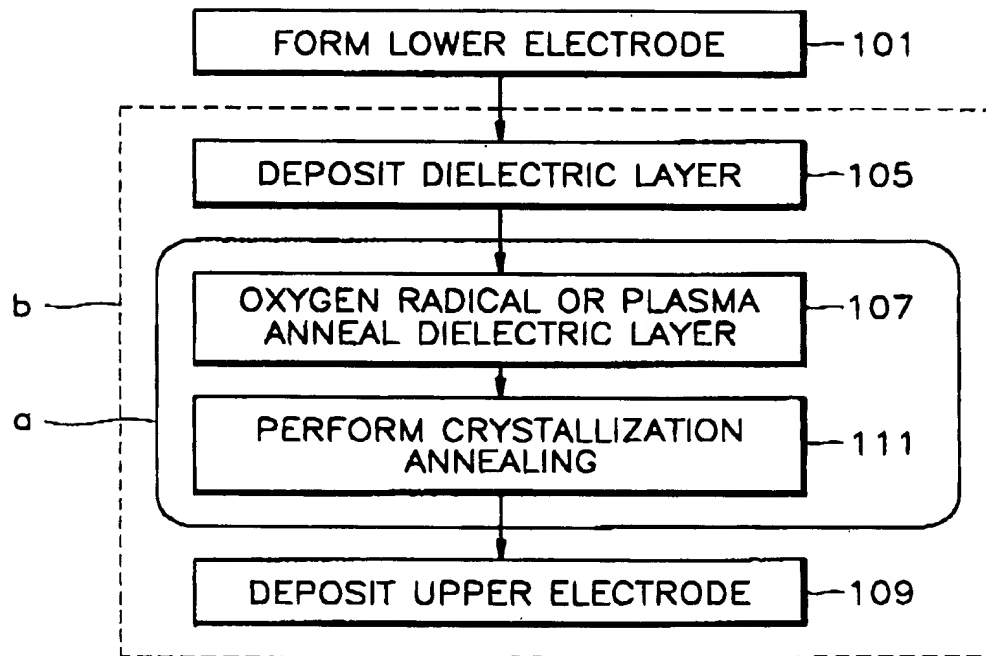 FORM LOWER ELECTRODE 101
DEPOSIT DIELECTRIC LAYER 105
OXYGEN RADICAL OR PLASMA
ANNEAL DIELECTRIC LAYER 107
b
PERFORM CRYSTALLIZATION
ANNEALING 111
a
DEPOSIT UPPER ELECTRODE 109